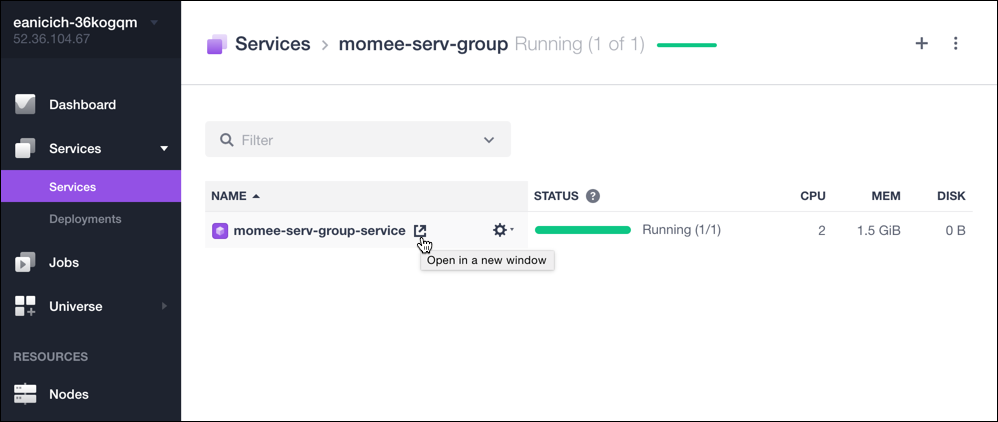 eanicich-36kogqm
52.36.104.67
Dashboard
Services
Services
Deployments
Jobs
Universe
RESOURCES
Nodes
Services > momee-serv-group Running (1 of 1)
Filter
NAME STATUS ? CPU MEM DISK
momee-serv-group-service Running (1/1) 2 1.5 GiB 0 B
Open in a new window